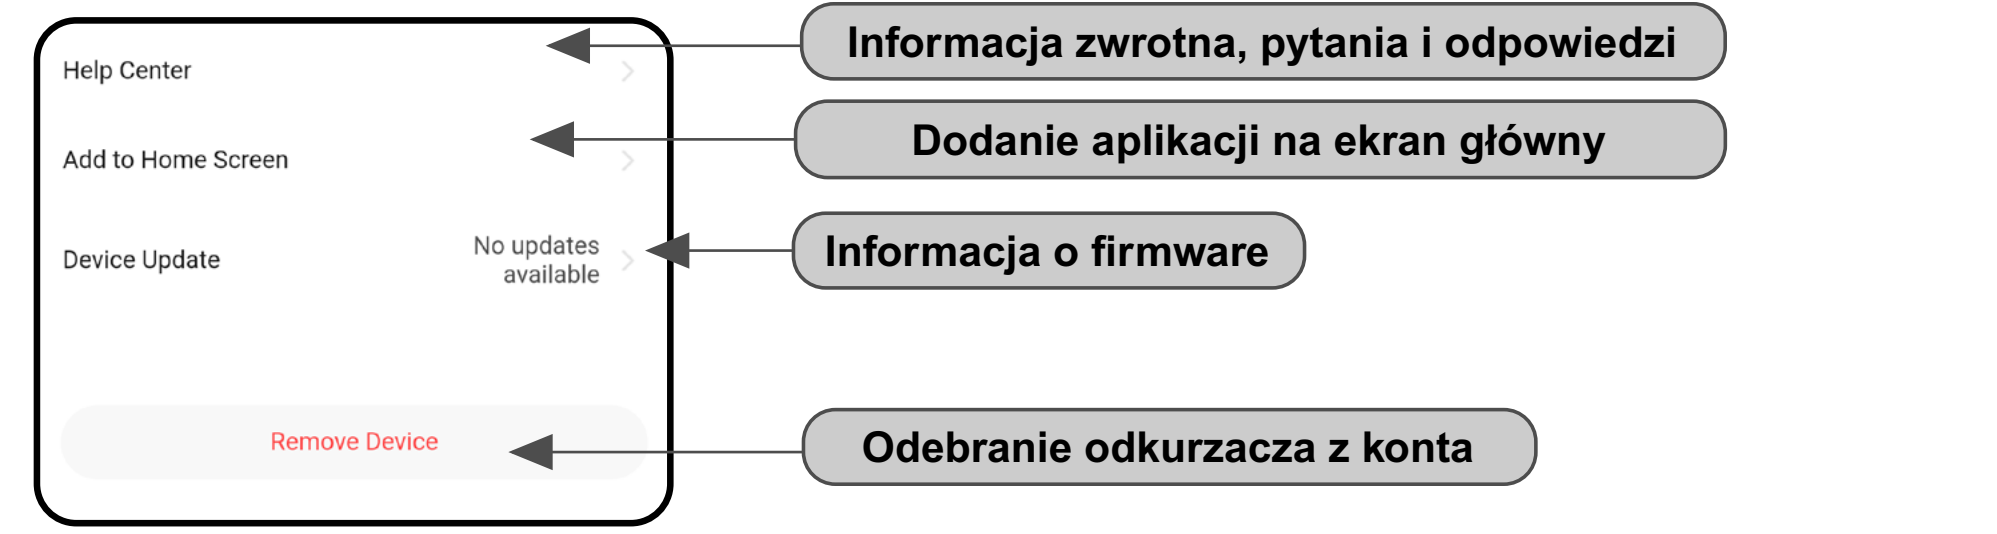 Informacja zwrotna, pytania i odpowiedzi
Help Center
Dodanie aplikacji na ekran główny
Add to Home Screen
Informacja o firmware
Device Update
No updates
available
Remove Device
Odebranie odkurzacza z konta